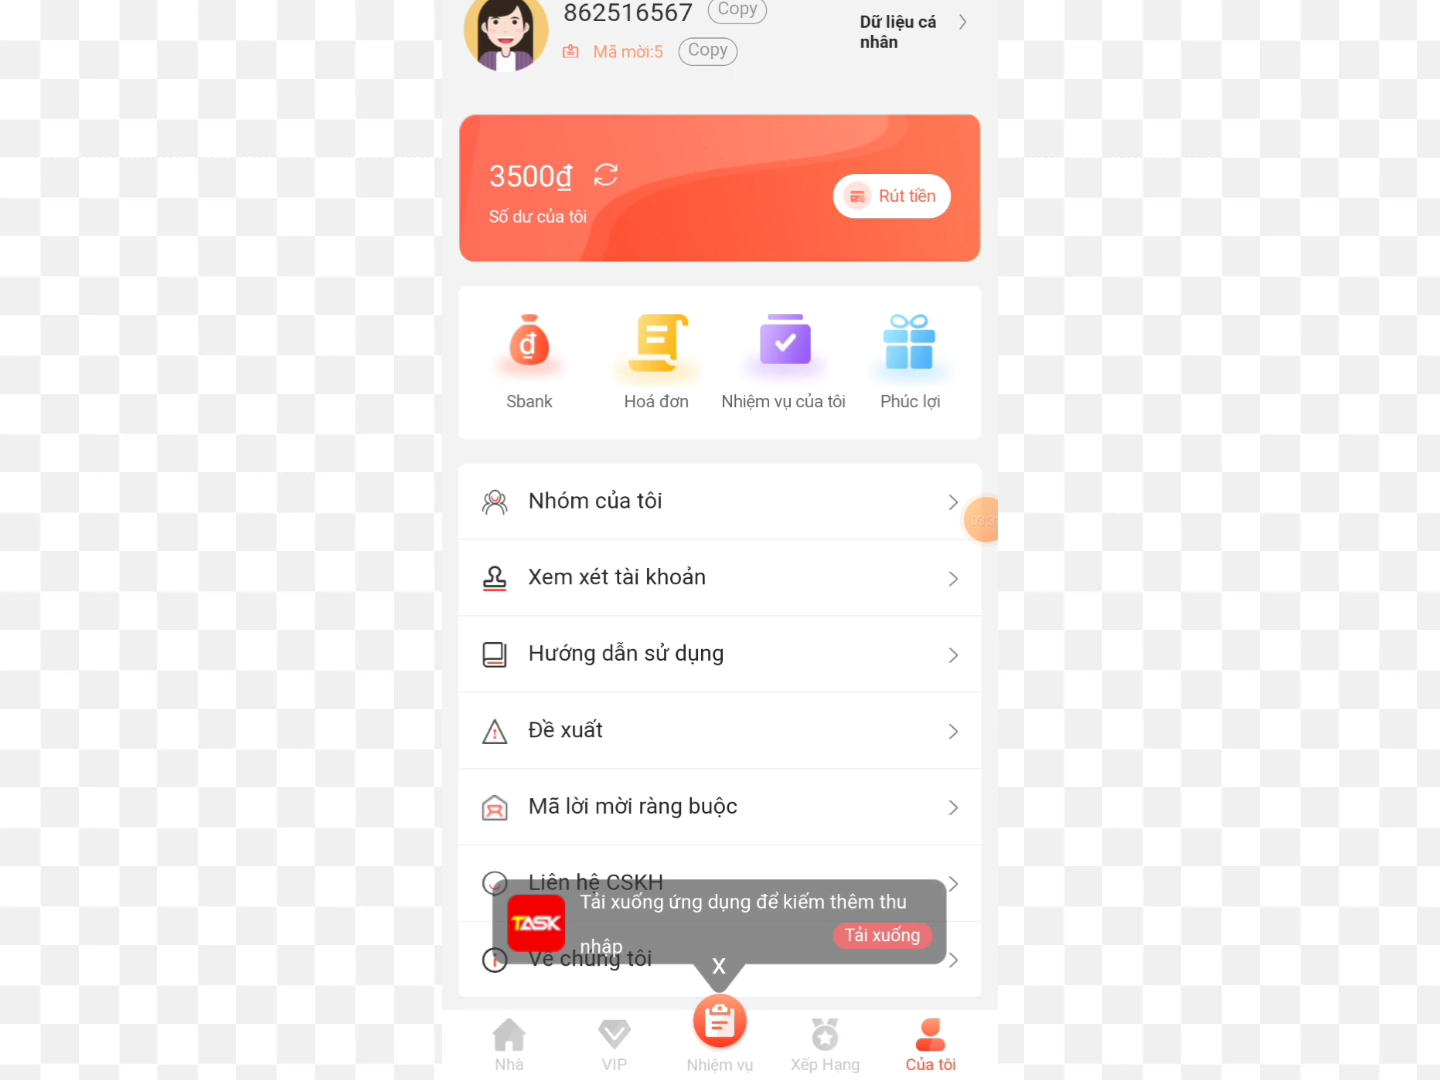 862516567 Copy
Dữ liệu cá
nhân
Mã mời:5 Copy
3500₫
Số dư của tôi
Rút tiền
₫
Sbank
Hoá đơn
Nhiệm vụ của tôi
Phúc lợi
Nhóm của tôi
Xem xét tài khoản
Hướng dẫn sử dụng
Đề xuất
Mã lời mời ràng buộc
Liên hệ CSKH
TASK
Tải xuống ứng dụng để kiếm thêm thu
nhập
Tải xuống
Về chúng tôi
X
Nhà
VIP
Nhiệm vụ
Xếp Hạng
Của tôi